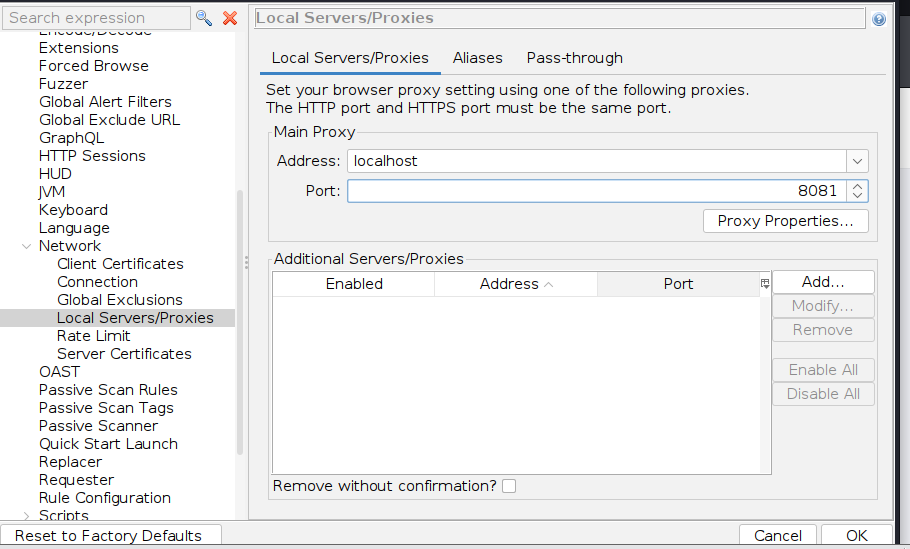 Search expression
Encode/Decode
Extensions
Forced Browse
Fuzzer
Global Alert Filters
Global Exclude URL
GraphQL
HTTP Sessions
HUD
JVM
Keyboard
Language
Network
Client Certificates
Connection
Global Exclusions
Local Servers/Proxies
Rate Limit
Server Certificates
OAST
Passive Scan Rules
Passive Scan Tags
Passive Scanner
Quick Start Launch
Replacer
Requester
Rule Configuration
Scripts
Local Servers/Proxies
Local Servers/Proxies Aliases Pass-through
Set your browser proxy setting using one of the following proxies.
The HTTP port and HTTPS port must be the same port.
Main Proxy
Address: localhost
Port: 8081
Proxy Properties...
Additional Servers/Proxies
Enabled Address Port
Add...
Modify...
Remove
Enable All
Disable All
Remove without confirmation?
Reset to Factory Defaults Cancel OK